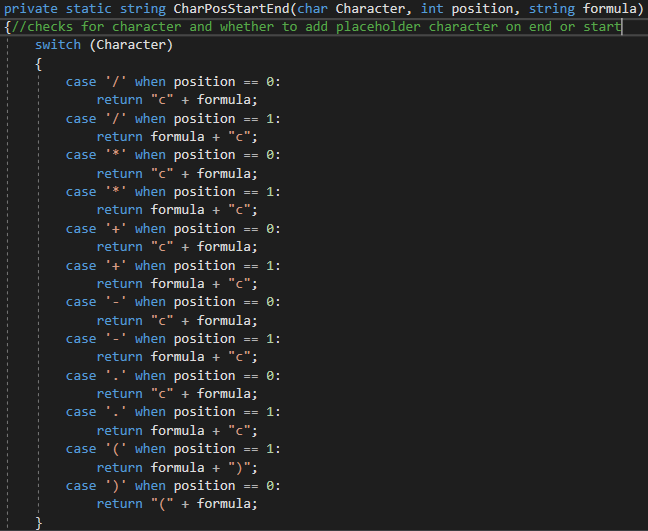 private static string CharPosStartEnd(char Character, int position, string formula)
{//checks for character and whether to add placeholder character on end or start
switch (Character)
{
case '/' when position == 0:
return "c" + formula;
case '/' when position == 1:
return formula + "c";
case '*' when position == 0:
return "c" + formula;
case '*' when position == 1:
return formula + "c";
case '+' when position == 0:
return "c" + formula;
case '+' when position == 1:
return formula + "c";
case '-' when position == 0:
return "c" + formula;
case '-' when position == 1:
return formula + "c";
case '.' when position == 0:
return "c" + formula;
case '.' when position == 1:
return formula + "c";
case '(' when position == 1:
return formula + ")";
case ')' when position == 0:
return "(" + formula;
}